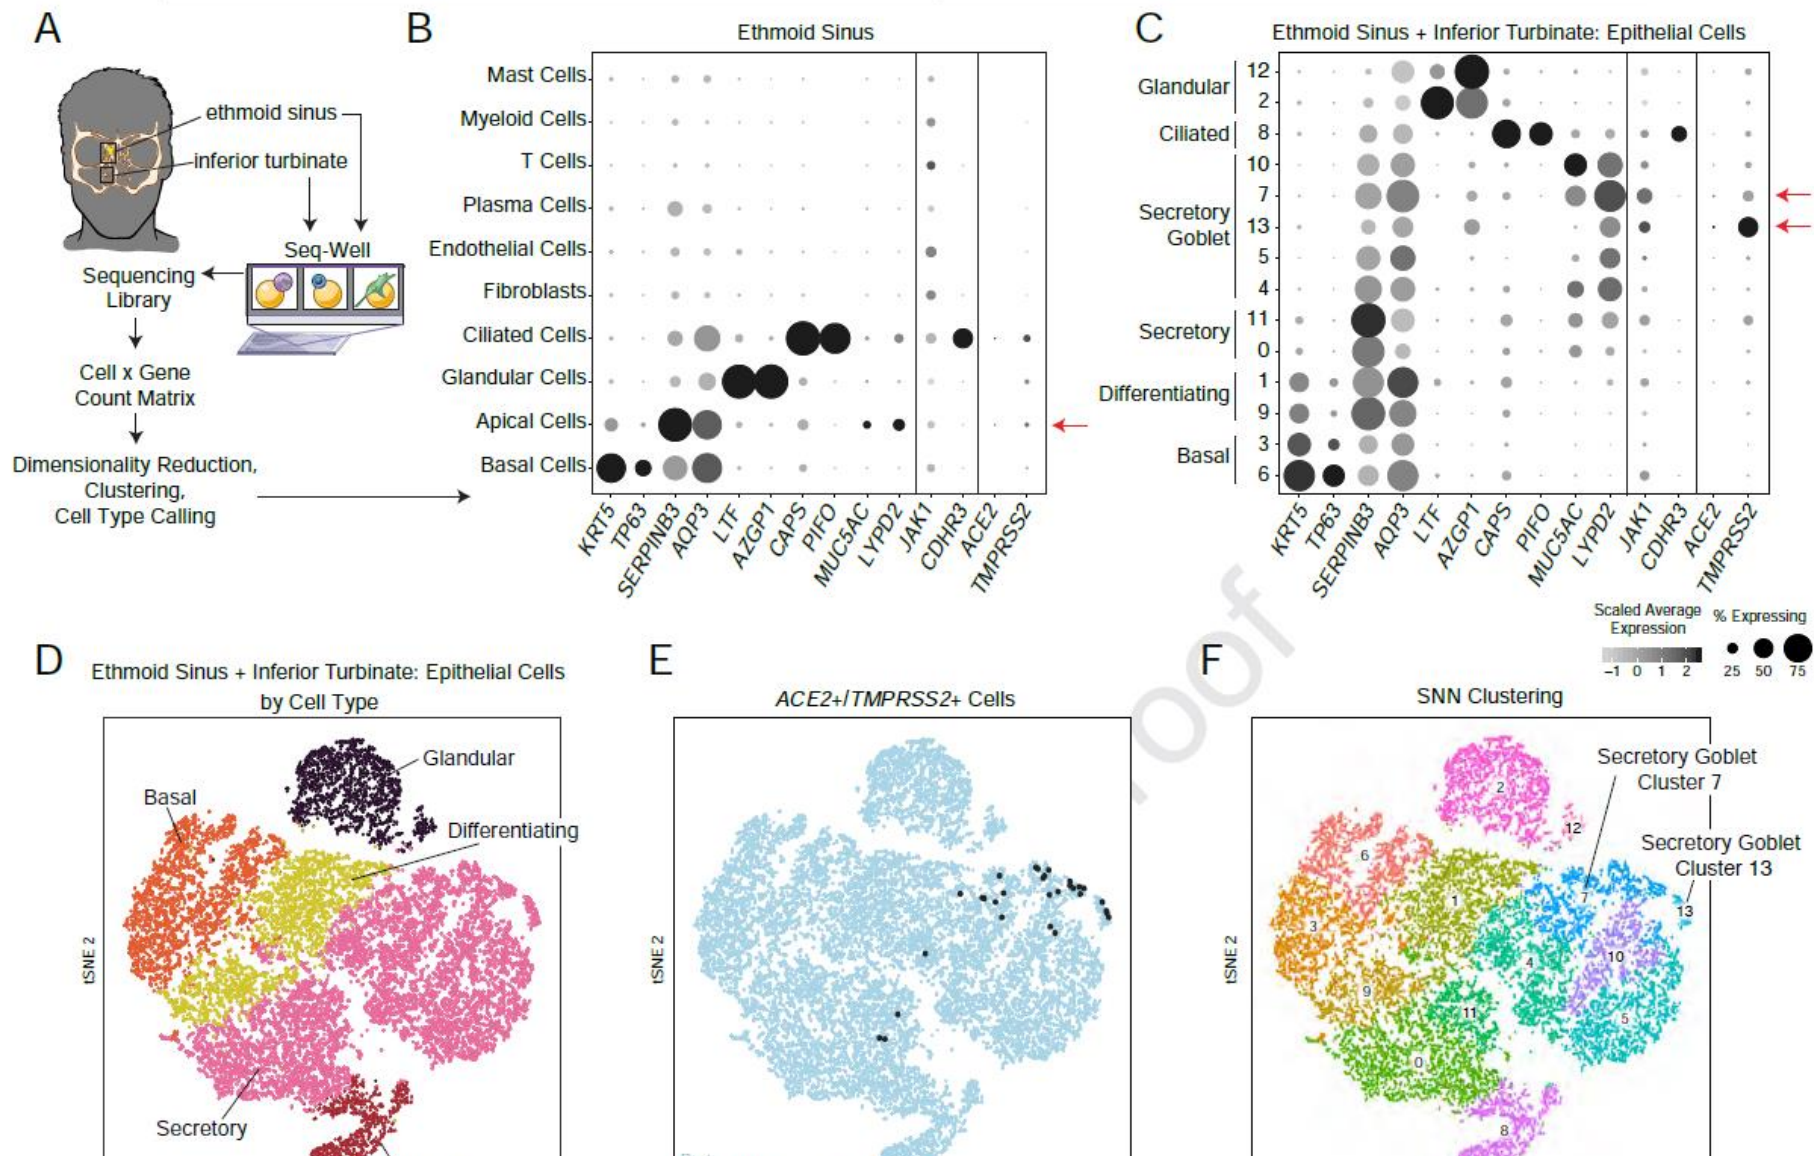 A
ethmoid sinus
inferior turbinate
Seq-Well
Sequencing
Library
Cell x Gene
Count Matrix
Dimensionality Reduction,
Clustering,
Cell Type Calling
B
Ethmoid Sinus
Mast Cells
Myeloid Cells
T Cells
Plasma Cells
Endothelial Cells
Fibroblasts
Ciliated Cells
Glandular Cells
Apical Cells
Basal Cells
KRT5
TP63
SERPINB3
AQP3
LTF
AZGP1
CAPS
PIFO
MUC5AC
LYPD2
JAK1
CDHR3
ACE2
TMPRSS2
C
Ethmoid Sinus + Inferior Turbinate: Epithelial Cells
Glandular
12
2
Ciliated
8
Secretory
Goblet
10
7
13
5
4
Secretory
11
0
Differentiating
1
9
Basal
3
6
KRT5
TP63
SERPINB3
AQP3
LTF
AZGP1
CAPS
PIFO
MUC5AC
LYPD2
JAK1
CDHR3
ACE2
TMPRSS2
Scaled Average
Expression
−1 0 1 2
% Expressing
25 50 75
D
Ethmoid Sinus + Inferior Turbinate: Epithelial Cells
by Cell Type
Glandular
Basal
Differentiating
Secretory
tSNE 2
E
ACE2+/TMPRSS2+ Cells
tSNE 2
roof
F
SNN Clustering
Secretory Goblet
Cluster 7
Secretory Goblet
Cluster 13
2
12
6
7
1
13
3
10
4
9
11
5
0
8
tSNE 2